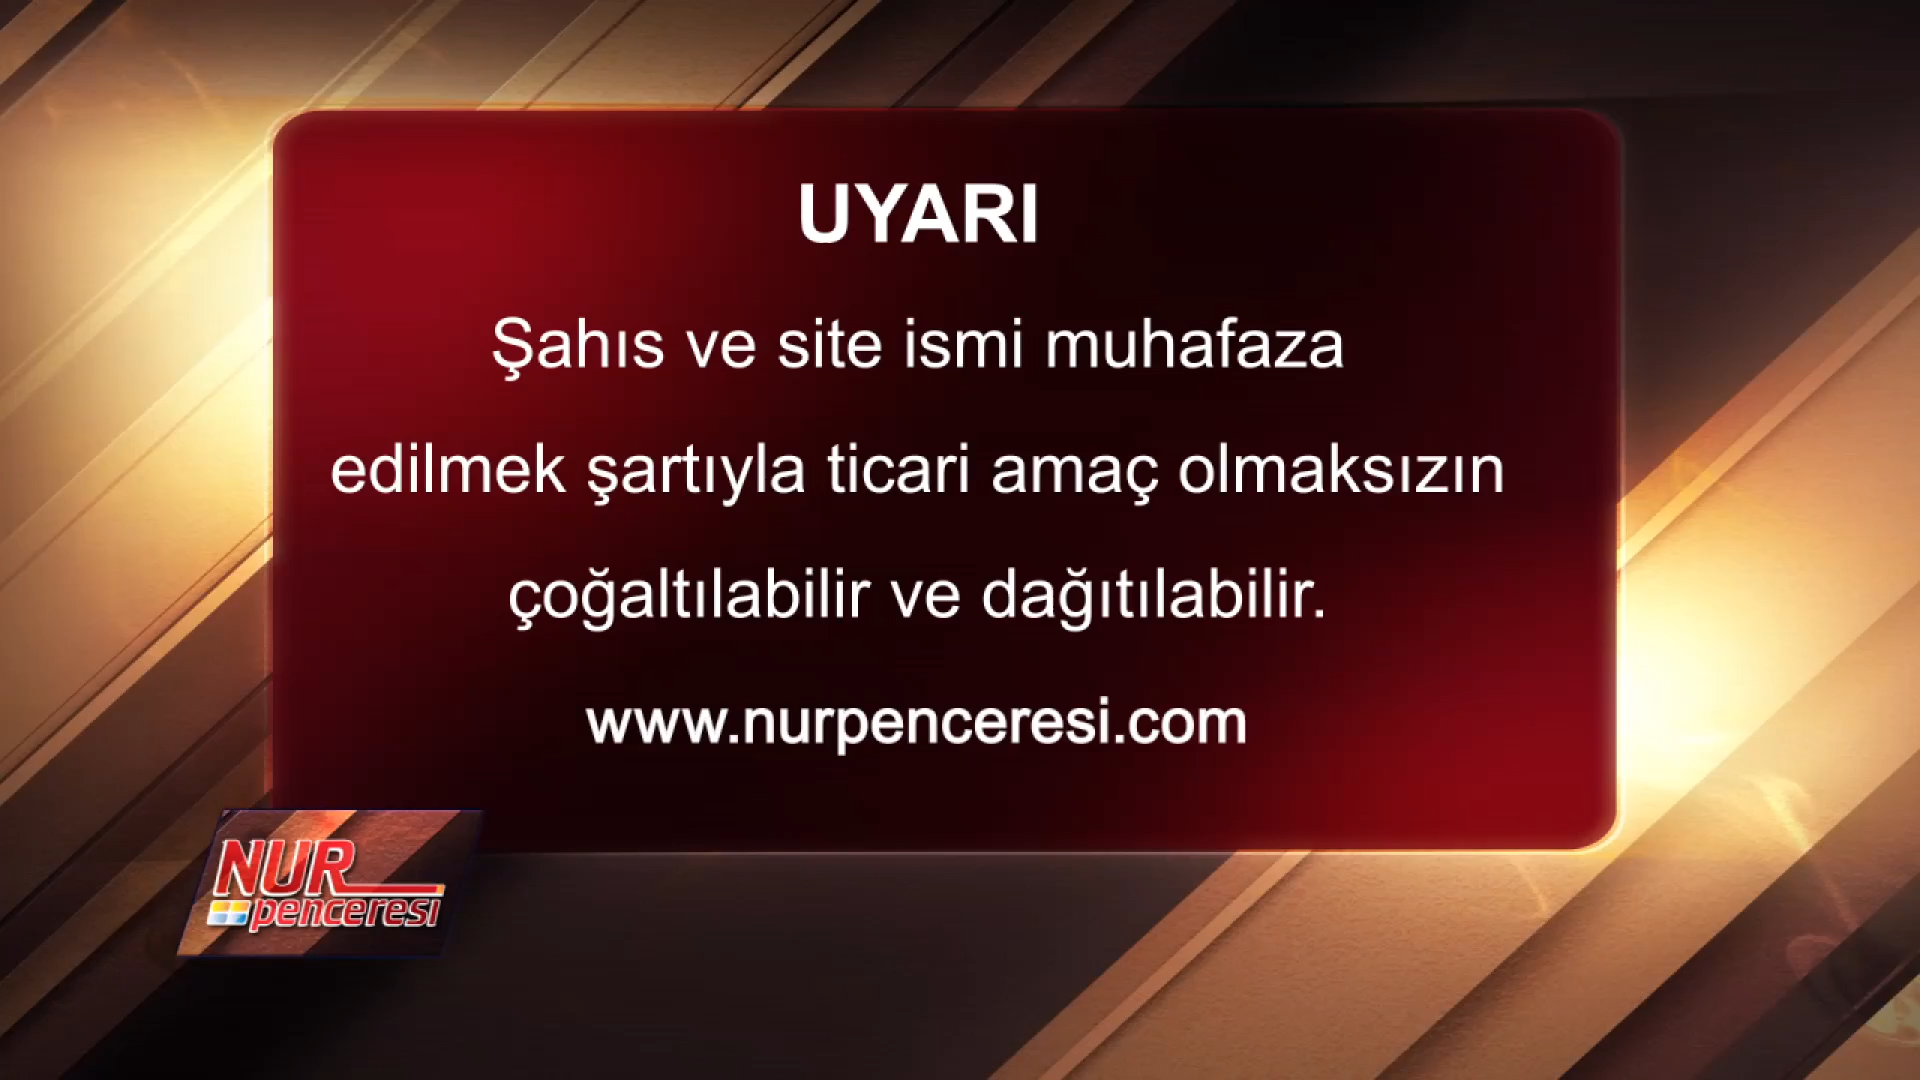 UYARI
Şahıs ve site ismi muhafaza
edilmek şartıyla ticari amaç olmaksızın
çoğaltılabilir ve dağıtılabilir.
www.nurpenceresi.com
NUR
penceresi